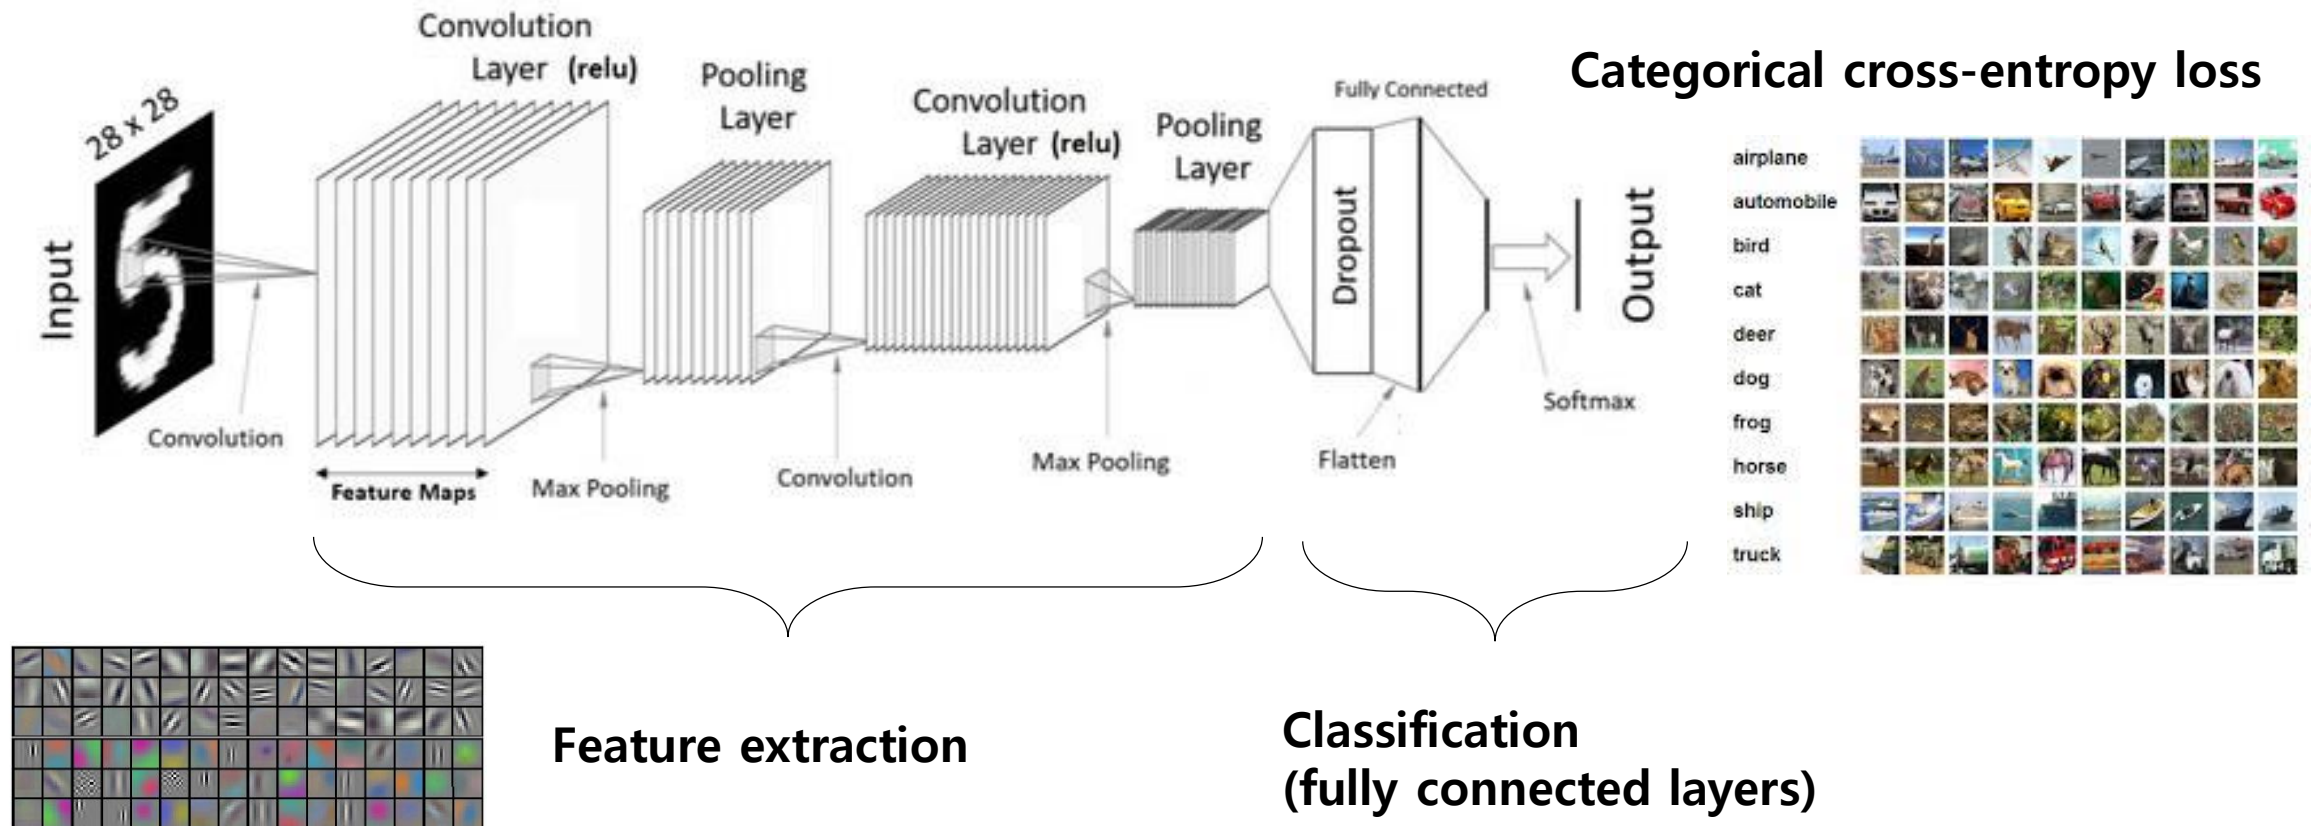 Convolution
Layer (relu)
Pooling
Layer
Convolution
Layer (relu)
Pooling
Layer
Fully Connected
Categorical cross-entropy loss
28 x 28
Input
Dropout
Output
Convolution
Feature Maps
Max Pooling
Convolution
Max Pooling
Flatten
Softmax
airplane
automobile
bird
cat
deer
dog
frog
horse
ship
truck
Feature extraction
Classification
(fully connected layers)